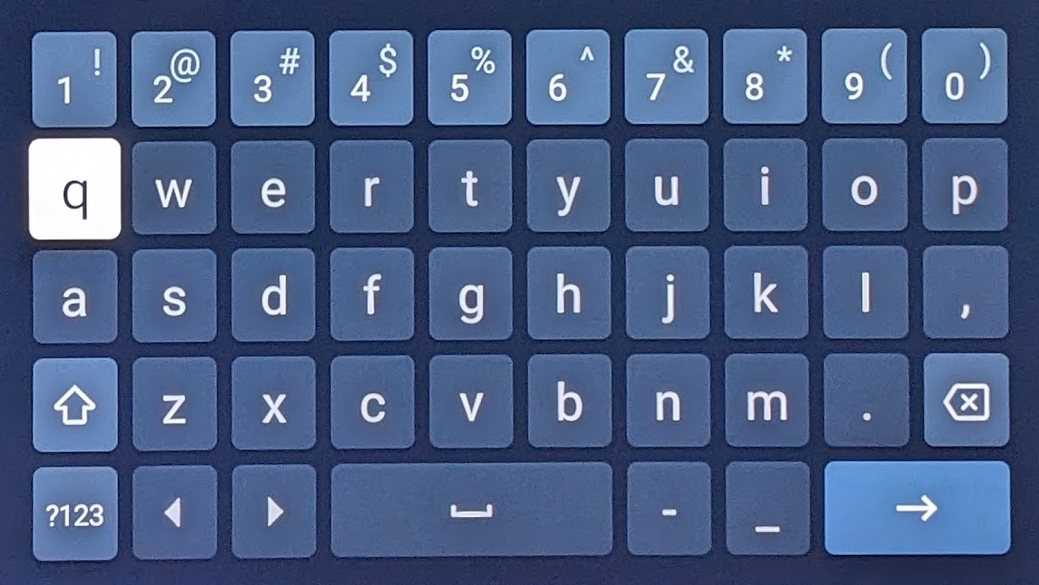 1 ! 2 @ 3 # 4 $ 5 % 6 ^ 7 & 8 * 9 ( 0 )
q w e r t y u i o p
a s d f g h j k l ,
z x c v b n m .
?123 - _